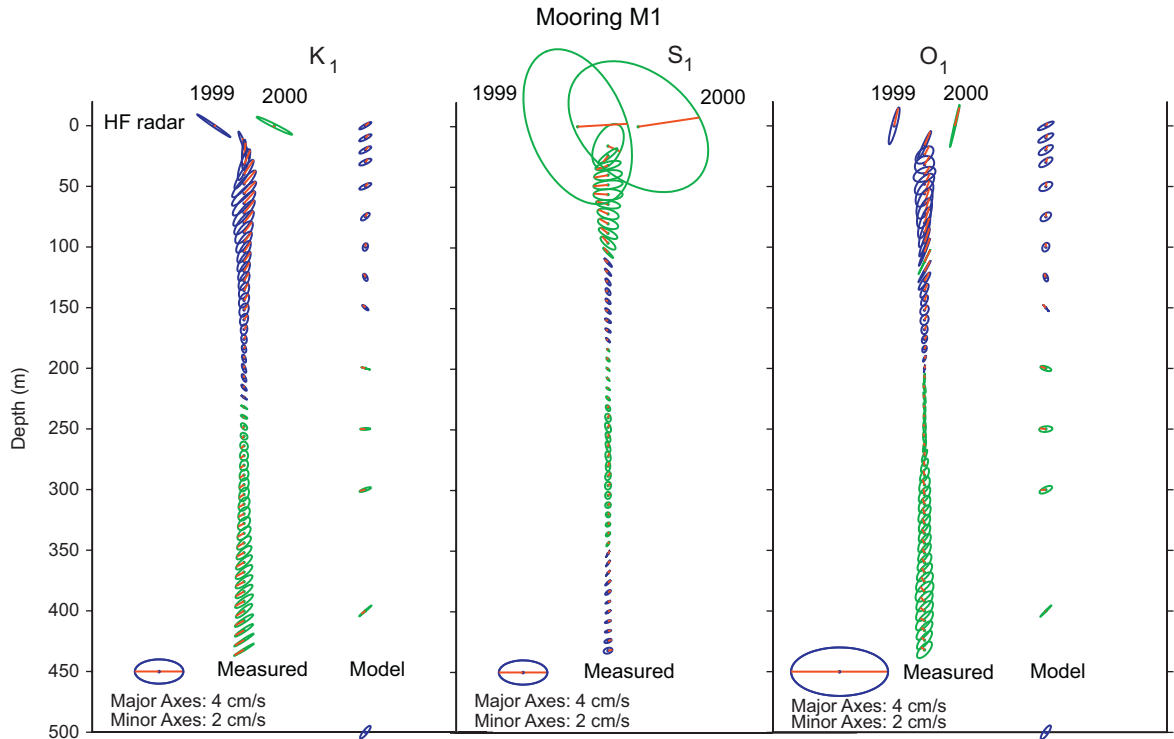 Mooring M1
K1
S1
O1
1999
2000
1999
2000
1999
2000
HF radar
Depth (m)
0
50
100
150
200
250
300
350
400
450
500
Measured
Model
Major Axes: 4 cm/s
Minor Axes: 2 cm/s
Measured
Major Axes: 4 cm/s
Minor Axes: 2 cm/s
Measured
Model
Major Axes: 4 cm/s
Minor Axes: 2 cm/s